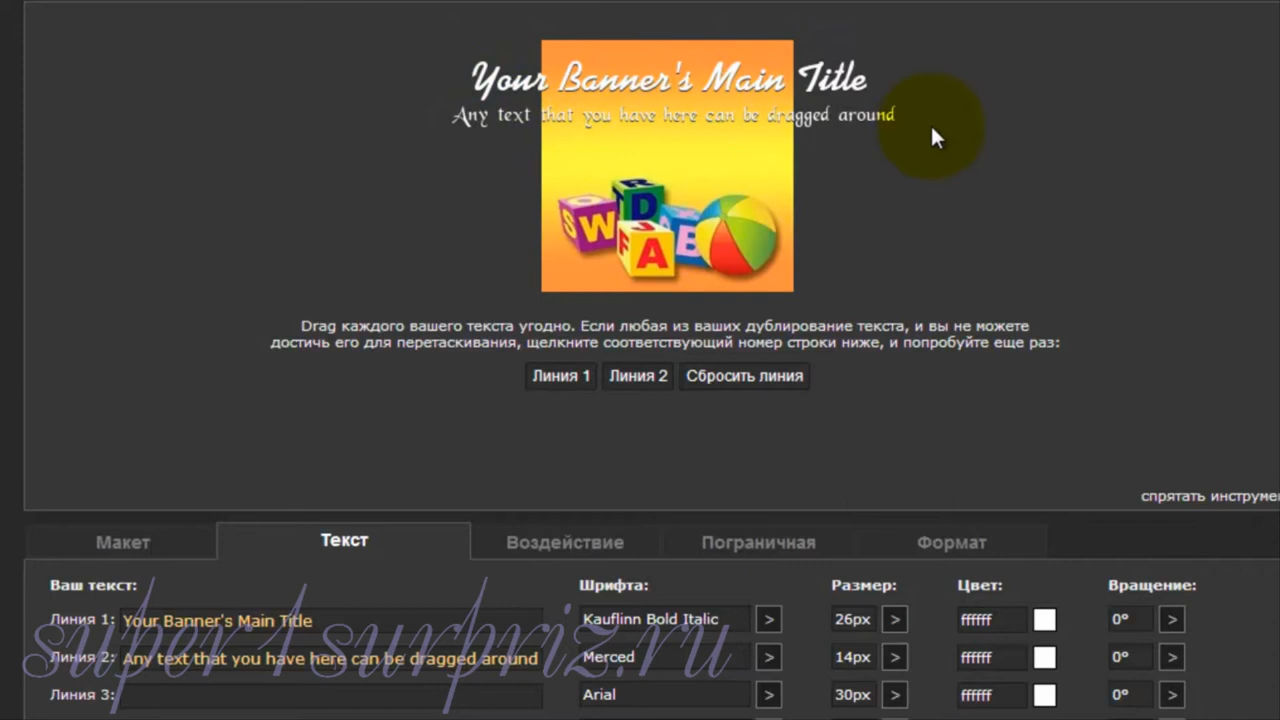 Your Banner's Main Title
Any text that you have here can be dragged around
R
D
S W
J
F A B
Drag каждого вашего текста угодно. Если любая из ваших дублирование текста, и вы не можете
достичь его для перетаскивания, щелкните соответствующий номер строки ниже, и попробуйте еще раз:
Линия 1 Линия 2 Сбросить линия
спрятать инструме
Макет Текст Воздействие Пограничная Формат
Ваш текст: Шрифта: Размер: Цвет: Вращение:
Линия 1: Your Banner's Main Title Kauflinn Bold Italic > 26px > ffffff 0° >
Линия 2: Any text that you have here can be dragged around Merced > 14px > ffffff 0° >
Линия 3: Arial > 30px > ffffff 0° >
super1surpriz.ru